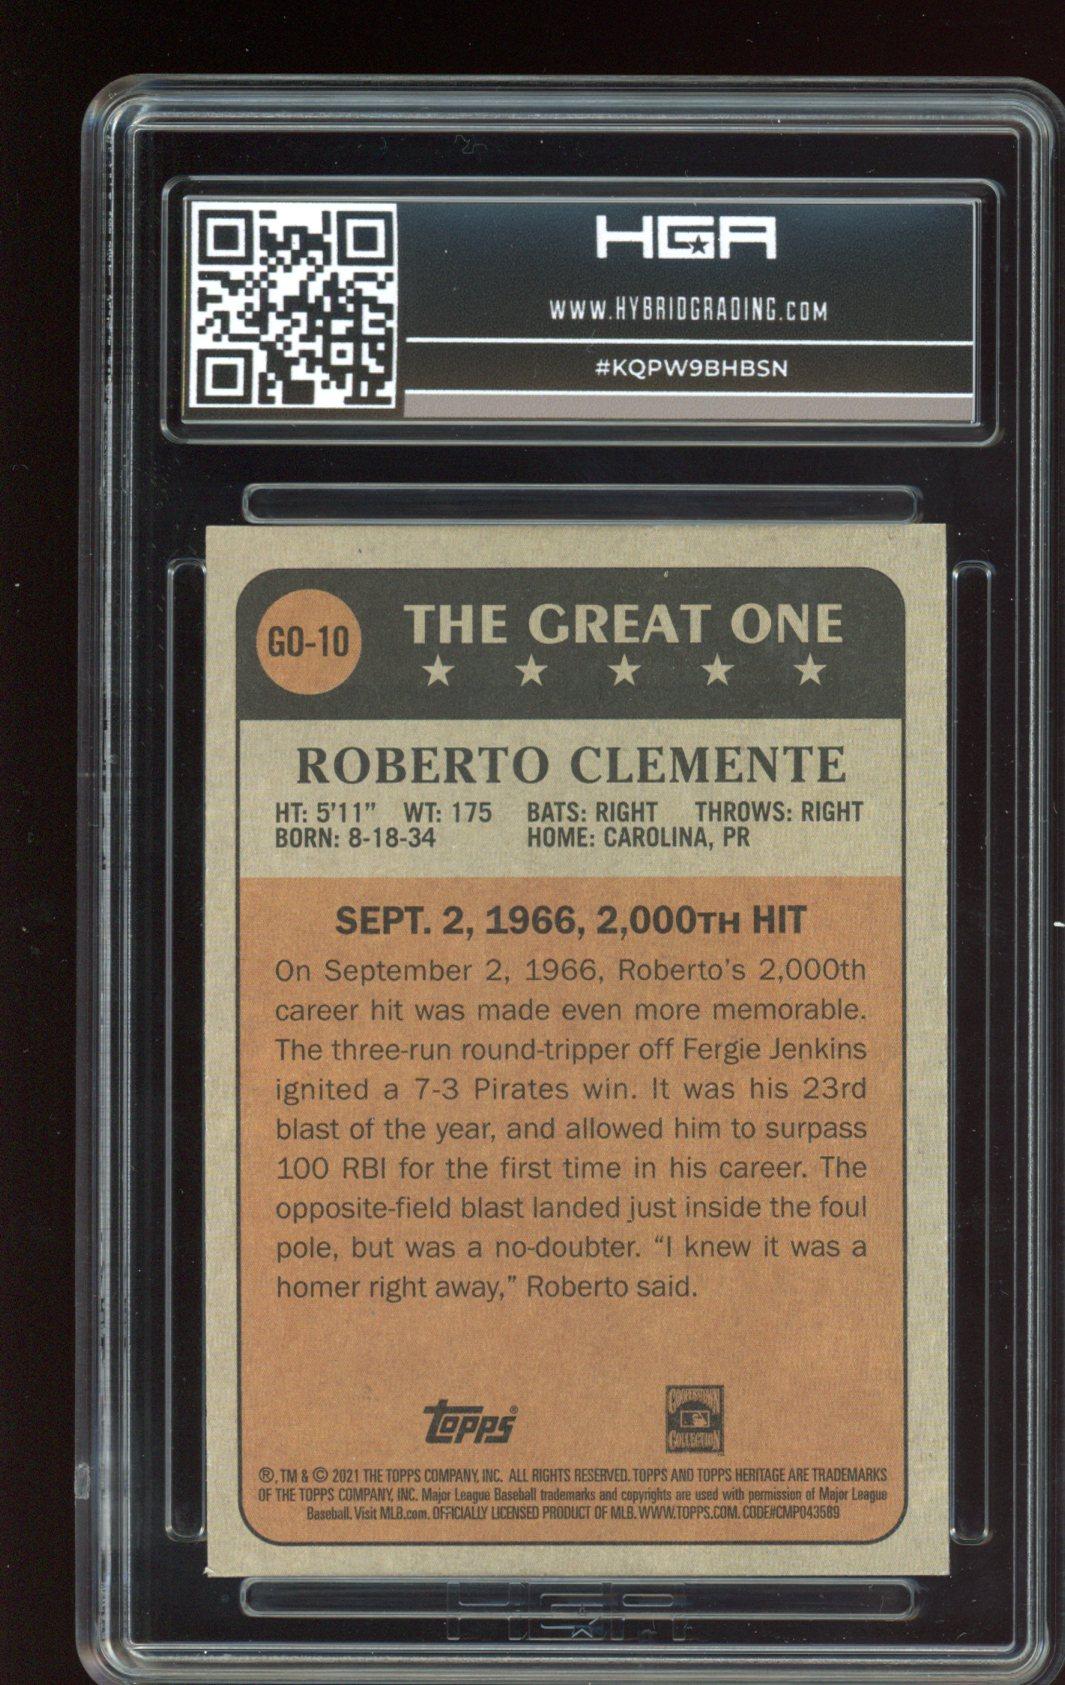 HGA
WWW.HYBRIDGRADING.COM
#KQPW9BHBSN
GO-10
THE GREAT ONE
ROBERTO CLEMENTE
HT: 5'11" WT: 175 BATS: RIGHT THROWS: RIGHT
BORN: 8-18-34 HOME: CAROLINA, PR
SEPT. 2, 1966, 2,000TH HIT
On September 2, 1966, Roberto's 2,000th
career hit was made even more memorable.
The three-run round-tripper off Fergie Jenkins
ignited a 7-3 Pirates win. It was his 23rd
blast of the year, and allowed him to surpass
100 RBI for the first time in his career. The
opposite-field blast landed just inside the foul
pole, but was a no-doubter. “I knew it was a
homer right away,” Roberto said.
Topps®
COOPERSTOWN
COLLECTION
®, TM & © 2021 THE TOPPS COMPANY, INC. ALL RIGHTS RESERVED. TOPPS AND TOPPS HERITAGE ARE TRADEMARKS
OF THE TOPPS COMPANY, INC. Major League Baseball trademarks and copyrights are used with permission of Major League
Baseball. Visit MLB.com. OFFICIALLY LICENSED PRODUCT OF MLB. WWW.TOPPS.COM. CODE#CMP043589
HGA